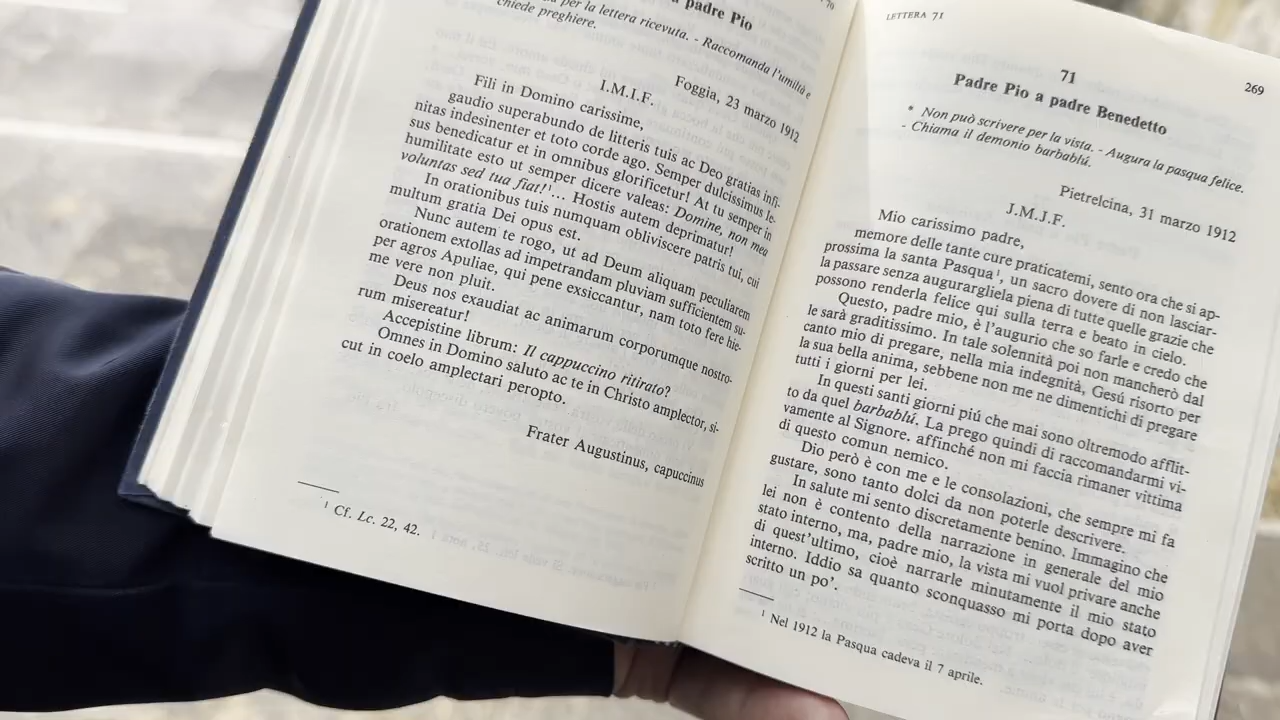 a padre Pio
per la lettera ricevuta. - Raccomanda l'umiltà e
chiede preghiere.
I.M.I.F.
Foggia, 23 marzo 1912
Fili in Domino carissime,
gaudio superabundo de litteris tuis ac Deo gratias infi-
nitas indesinenter et toto corde ago. Semper dulcissimus Ie-
sus benedicatur et in omnibus glorificetur! At tu semper in
humilitate esto ut semper dicere valeas: Domine, non mea
voluntas sed tua fiat!¹... Hostis autem deprimatur!
In orationibus tuis numquam obliviscere patris tui, cui
multum gratia Dei opus est.
Nunc autem te rogo, ut ad Deum aliquam peculiarem
orationem extollas ad impetrandam pluviam sufficientem su-
per agros Apuliae, qui pene exsiccantur, nam toto fere hie-
me vere non pluit.
Deus nos exaudiat ac animarum corporumque nostro-
rum misereatur!
Accepistine librum: Il cappuccino ritirato?
Omnes in Domino saluto ac te in Christo amplector, si-
cut in coelo amplectari peropto.
Frater Augustinus, capuccinus
¹ Cf. Lc. 22, 42.
LETTERA 71
269
71
Padre Pio a padre Benedetto
* Non può scrivere per la vista. - Augura la pasqua felice.
- Chiama il demonio barbablú.
Pietrelcina, 31 marzo 1912
J.M.J.F.
Mio carissimo padre,
memore delle tante cure praticatemi, sento ora che si ap-
prossima la santa Pasqua¹, un sacro dovere di non lasciar-
la passare senza augurargliela piena di tutte quelle grazie che
possono renderla felice qui sulla terra e beato in cielo.
Questo, padre mio, è l'augurio che so farle e credo che
le sarà graditissimo. In tale solennità poi non mancherò dal
canto mio di pregare, nella mia indegnità, Gesú risorto per
la sua bella anima, sebbene non me ne dimentichi di pregare
tutti i giorni per lei.
In questi santi giorni piú che mai sono oltremodo afflit-
to da quel barbablú. La prego quindi di raccomandarmi vi-
vamente al Signore, affinché non mi faccia rimaner vittima
di questo comun nemico.
Dio però è con me e le consolazioni, che sempre mi fa
gustare, sono tanto dolci da non poterle descrivere.
In salute mi sento discretamente benino. Immagino che
lei non è contento della narrazione in generale del mio
stato interno, ma, padre mio, la vista mi vuol privare anche
di quest'ultimo, cioè narrarle minutamente il mio stato
interno. Iddio sa quanto sconquasso mi porta dopo aver
scritto un po'.
¹ Nel 1912 la Pasqua cadeva il 7 aprile.